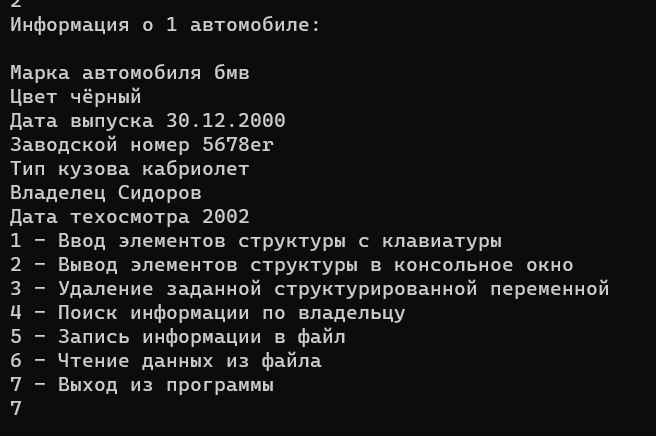 2
Информация о 1 автомобиле:
Марка автомобиля бмв
Цвет чёрный
Дата выпуска 30.12.2000
Заводской номер 5678er
Тип кузова кабриолет
Владелец Сидоров
Дата техосмотра 2002
1 - Ввод элементов структуры с клавиатуры
2 - Вывод элементов структуры в консольное окно
3 - Удаление заданной структурированной переменной
4 - Поиск информации по владельцу
5 - Запись информации в файл
6 - Чтение данных из файла
7 - Выход из программы
7